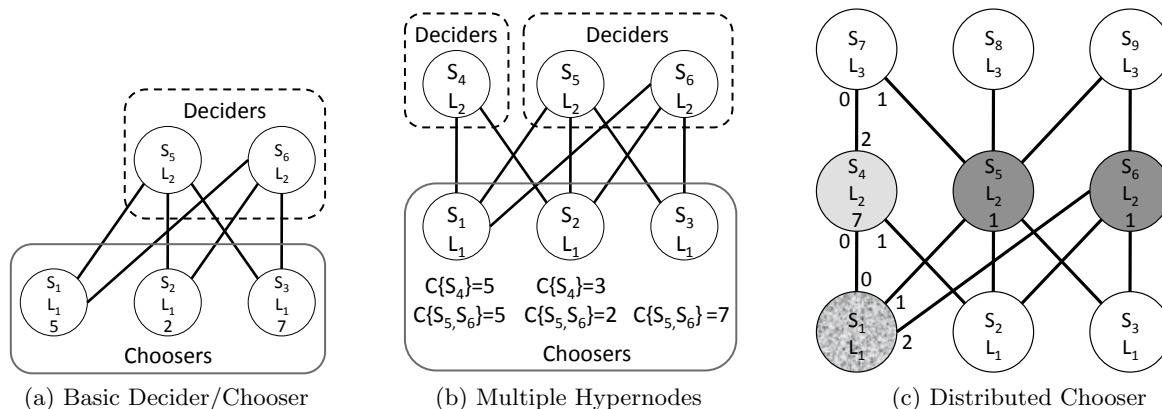 Deciders
S5
L2
S6
L2
S1
L1
5
S2
L1
2
S3
L1
7
Choosers
(a) Basic Decider/Chooser
Deciders
Deciders
S4
L2
S5
L2
S6
L2
S1
L1
S2
L1
S3
L1
C{S4}=5
C{S4}=3
C{S5,S6}=5
C{S5,S6}=2
C{S5,S6} =7
Choosers
(b) Multiple Hypernodes
S7
L3
S8
L3
S9
L3
0
1
2
S4
L2
7
S5
L2
1
S6
L2
1
0
1
0
1
2
S1
L1
S2
L1
S3
L1
(c) Distributed Chooser